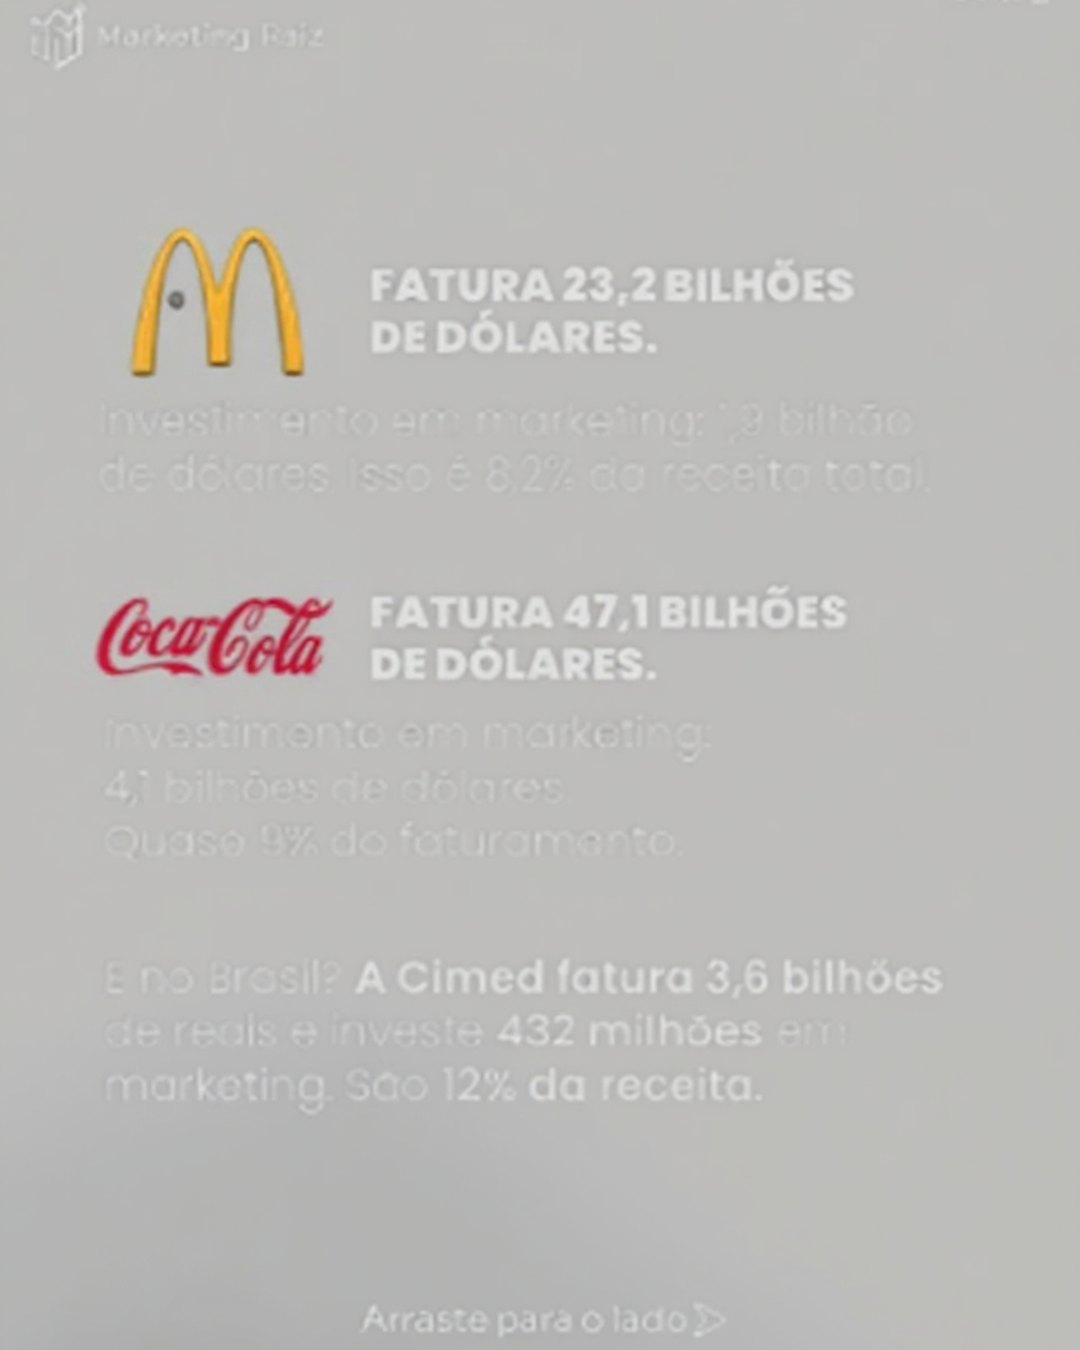 Marketing Raiz
FATURA 23,2 BILHÕES
DE DÓLARES.
Investimento em marketing: 1,9 bilhão
de dólares. Isso é 8,2% da receita total.
Coca-Cola
FATURA 47,1 BILHÕES
DE DÓLARES.
Investimento em marketing:
4,1 bilhões de dólares.
Quase 9% do faturamento.
E no Brasil? A Cimed fatura 3,6 bilhões
de reais e investe 432 milhões em
marketing. São 12% da receita.
Arraste para o lado